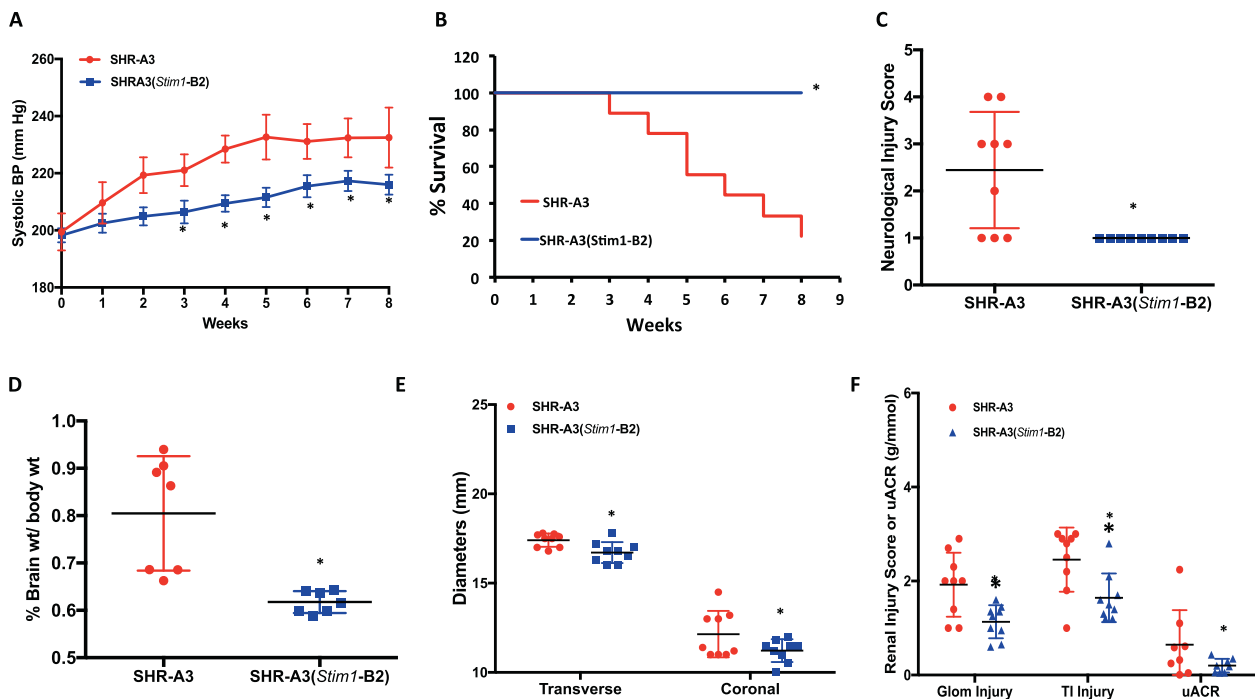 A
SHR-A3
SHRA3(Stim1-B2)
Systolic BP (mm Hg)
260
240
220
200
180
0 1 2 3 4 5 6 7 8
* * * * * *
Weeks
B
% Survival
120
100
80
60
40
20
0
*
SHR-A3
SHR-A3(Stim1-B2)
0 1 2 3 4 5 6 7 8 9
Weeks
C
Neurological Injury Score
5
4
3
2
1
0
*
SHR-A3 SHR-A3(Stim1-B2)
D
% Brain wt/ body wt
1.0
0.9
0.8
0.7
0.6
0.5
*
SHR-A3 SHR-A3(Stim1-B2)
E
SHR-A3
SHR-A3(Stim1-B2)
Diameters (mm)
25
20
15
10
*
*
Transverse Coronal
F
SHR-A3
SHR-A3(Stim1-B2)
Renal Injury Score or uACR (g/mmol)
6
4
2
0
**
**
*
Glom Injury TI Injury uACR